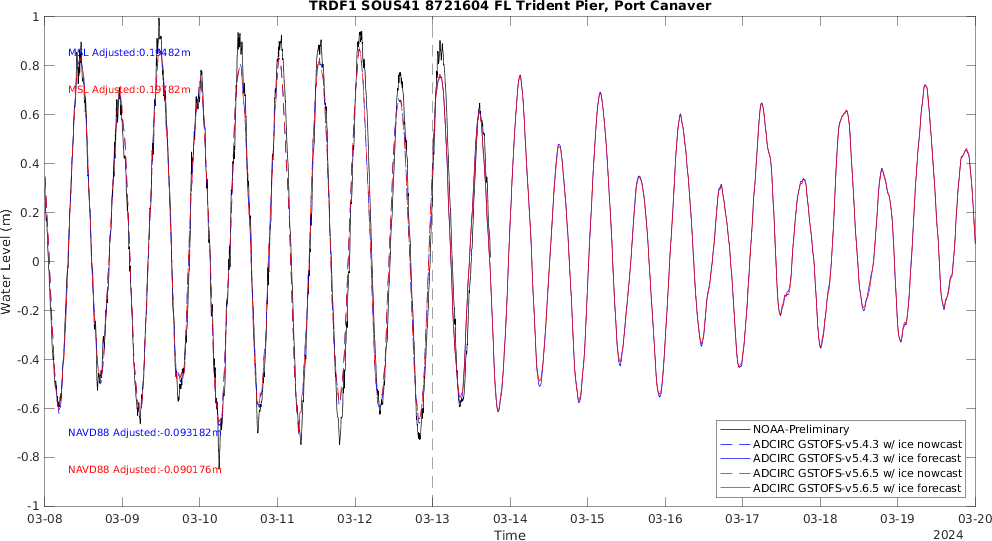 TRDF1 SOUS41 8721604 FL Trident Pier, Port Canaver
1
0.8
0.6
0.4
0.2
0
-0.2
-0.4
-0.6
-0.8
-1
Water Level (m)
MSL Adjusted:0.19482m
MSL Adjusted:0.19782m
NAVD88 Adjusted:-0.093182m
NAVD88 Adjusted:-0.090176m
NOAA-Preliminary
ADCIRC GSTOFS-v5.4.3 w/ ice nowcast
ADCIRC GSTOFS-v5.4.3 w/ ice forecast
ADCIRC GSTOFS-v5.6.5 w/ ice nowcast
ADCIRC GSTOFS-v5.6.5 w/ ice forecast
03-08 03-09 03-10 03-11 03-12 03-13 03-14 03-15 03-16 03-17 03-18 03-19 03-20
Time
2024